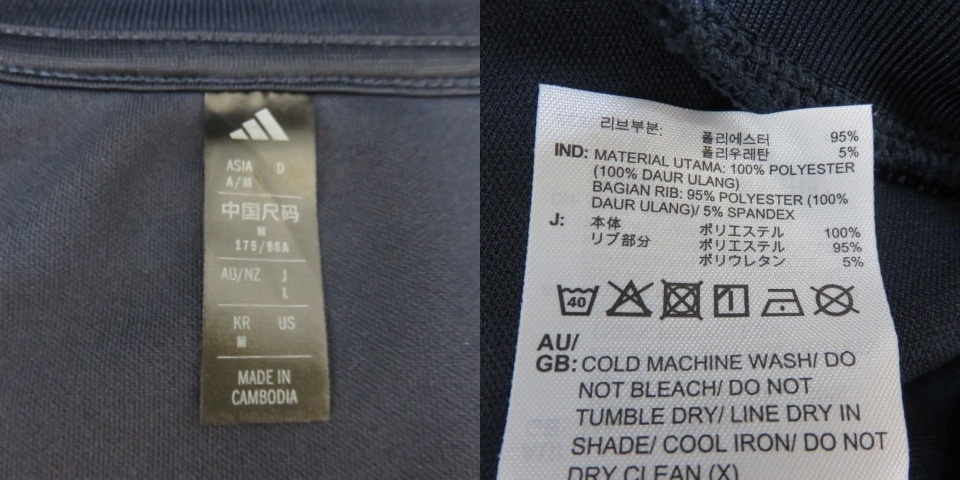 ASIA D
A/M
中国尺码
M
175/96A
AU/NZ J
L
KR US
M
MADE IN
CAMBODIA
리브부분: 폴리에스터 95%
폴리우레탄 5%
IND: MATERIAL UTAMA: 100% POLYESTER
(100% DAUR ULANG)
BAGIAN RIB: 95% POLYESTER (100%
DAUR ULANG)/ 5% SPANDEX
J: 本体 ポリエステル 100%
リブ部分 ポリエステル 95%
ポリウレタン 5%
40
AU/
GB: COLD MACHINE WASH/ DO
NOT BLEACH/ DO NOT
TUMBLE DRY/ LINE DRY IN
SHADE/ COOL IRON/ DO NOT
DRY CLEAN (X)